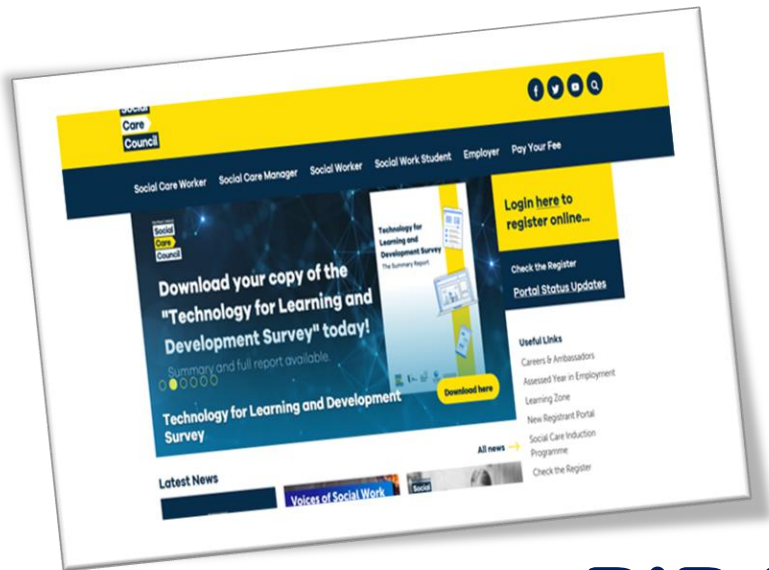 Social
Care
Council
Social Care Worker Social Care Manager Social Worker Social Work Student Employer Pay Your Fee
Social
Care
Council
Download your copy of the
"Technology for Learning and
Development Survey" today!
Summary and full report available.
Technology for
Learning and
Development Survey
The Summary Report.
Download here
Technology for Learning and Development
Survey
Login here to
register online...
Check the Register
Portal Status Updates
Useful Links
Careers & Ambassadors
Assessed Year in Employment
Learning Zone
New Registrant Portal
Social Care Induction
Programme
Check the Register
Latest News
All news
Voices of Social Work
Social